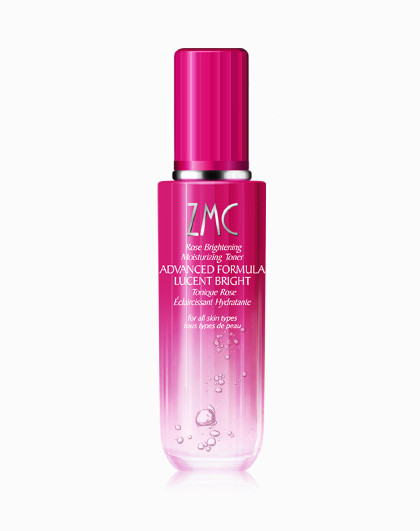 ZMC
Rose Brightening
Moisturizing Toner
ADVANCED FORMULA
LUCENT BRIGHT
Tonique Rose
Éclaircissant Hydratante
for all skin types
tous types de peau